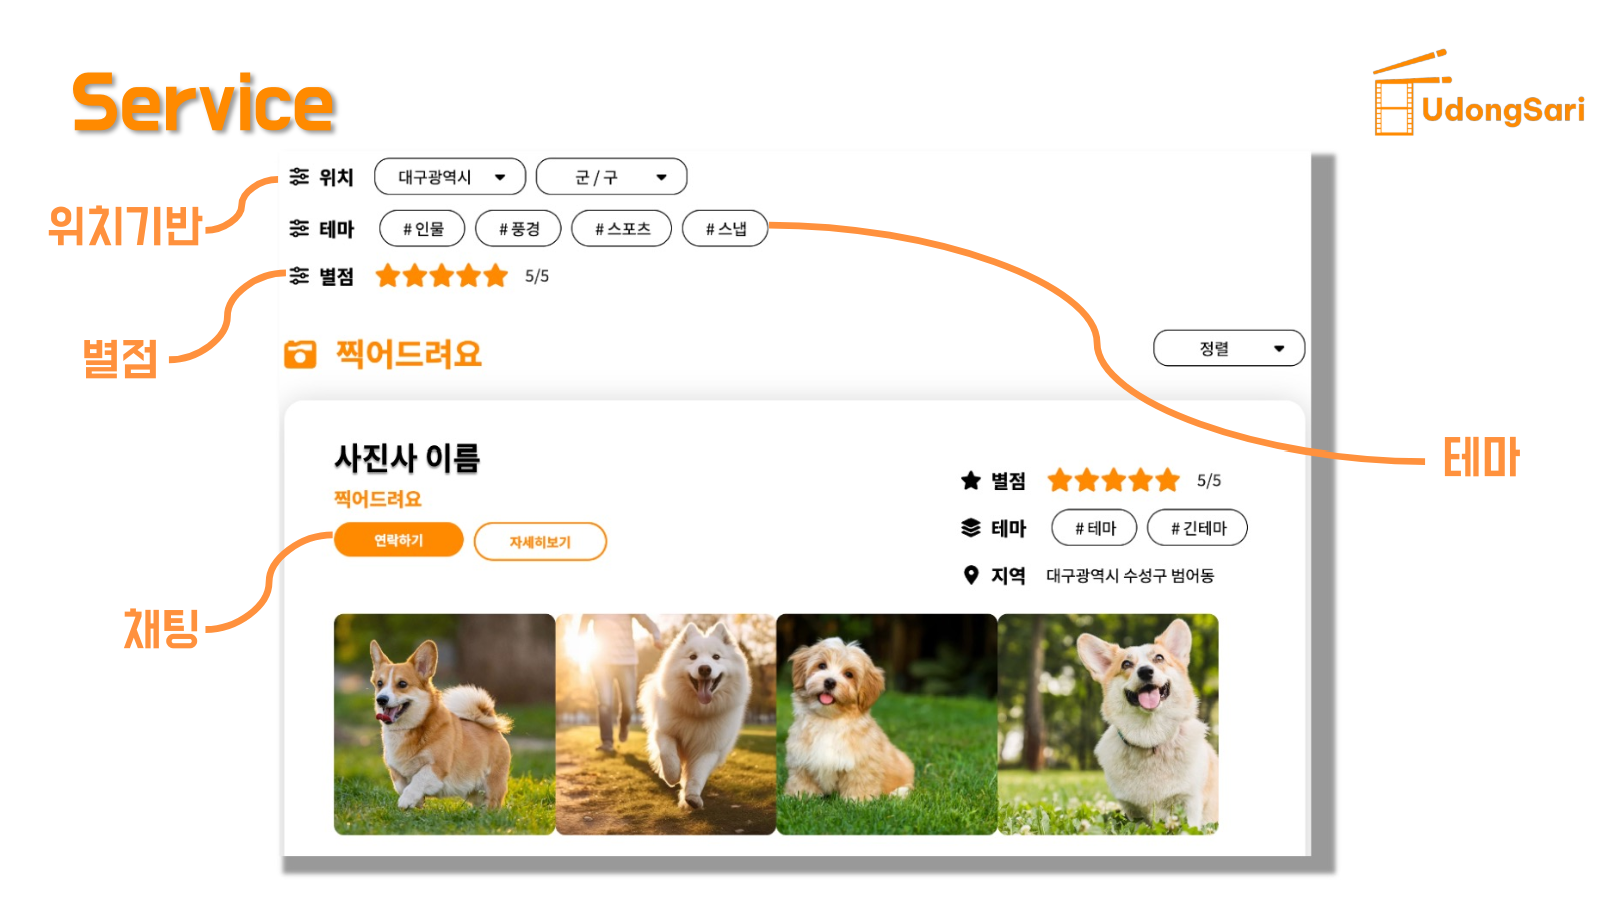 Service
UdongSari
위치 대구광역시 군 / 구
위치기반
테마 # 인물 # 풍경 # 스포츠 # 스냅
별점 5/5
별점
찍어드려요
정렬
테마
사진사 이름
찍어드려요
연락하기 자세히보기
별점 5/5
테마 # 테마 # 긴테마
지역 대구광역시 수성구 범어동
채팅